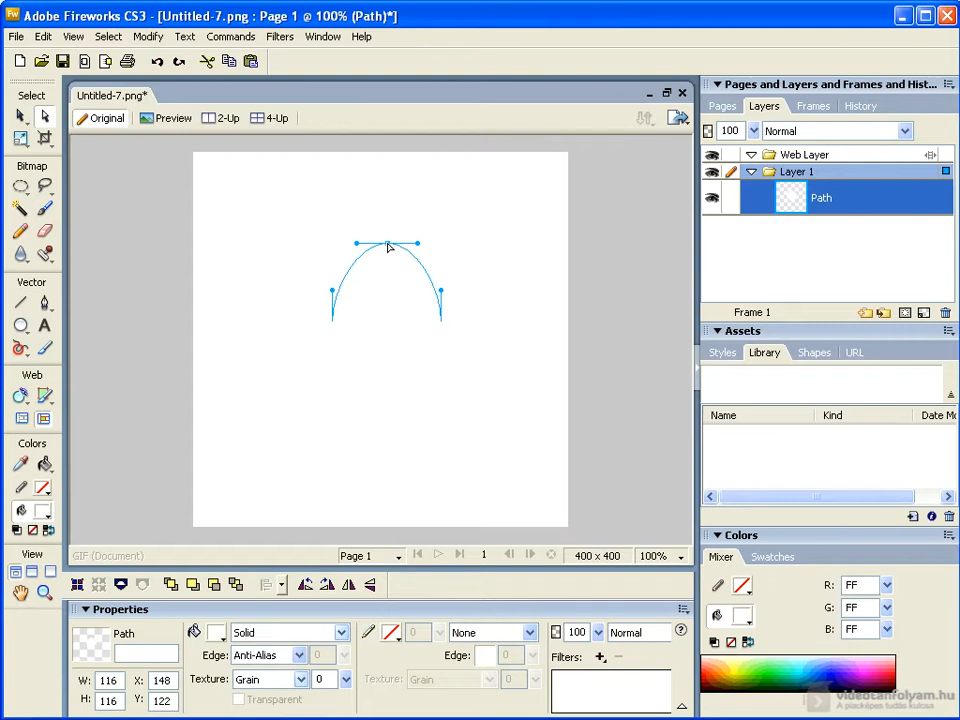 Adobe Fireworks CS3 - [Untitled-7.png : Page 1 @ 100% (Path)*]
File Edit View Select Modify Text Commands Filters Window Help
Select
Bitmap
Vector
Web
Colors
View
Untitled-7.png*
Original Preview 2-Up 4-Up
GIF (Document) Page 1 1 400 x 400 100%
Pages and Layers and Frames and Hist...
Pages Layers Frames History
100 Normal
Web Layer
Layer 1
Path
Frame 1
Assets
Styles Library Shapes URL
Name Kind Date Mo
Colors
Mixer Swatches
R: FF
G: FF
B: FF
Properties
Path Solid 0 None 100 Normal
Edge: Anti-Alias 0 Edge: 0 Filters:
W: 116 X: 148 Texture: Grain 0 Texture: Grain 0
H: 116 Y: 122 Transparent
videotanfolyam.hu
A piacképes tudás kulcsa